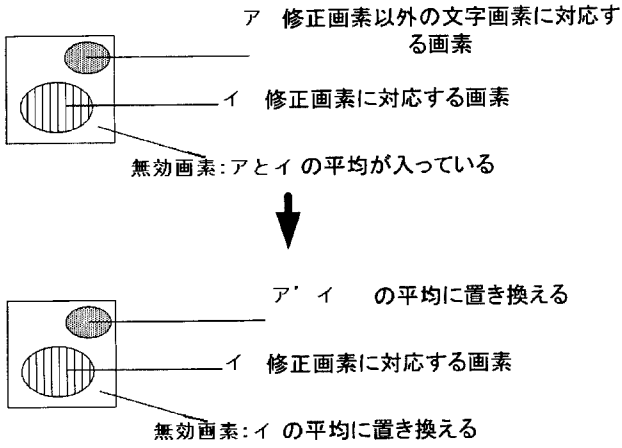 ア 修正画素以外の文字画素に対応す
る画素
イ 修正画素に対応する画素
無効画素:アとイの平均が入っている
ア' イ の平均に置き換える
イ 修正画素に対応する画素
無効画素:イ の平均に置き換える